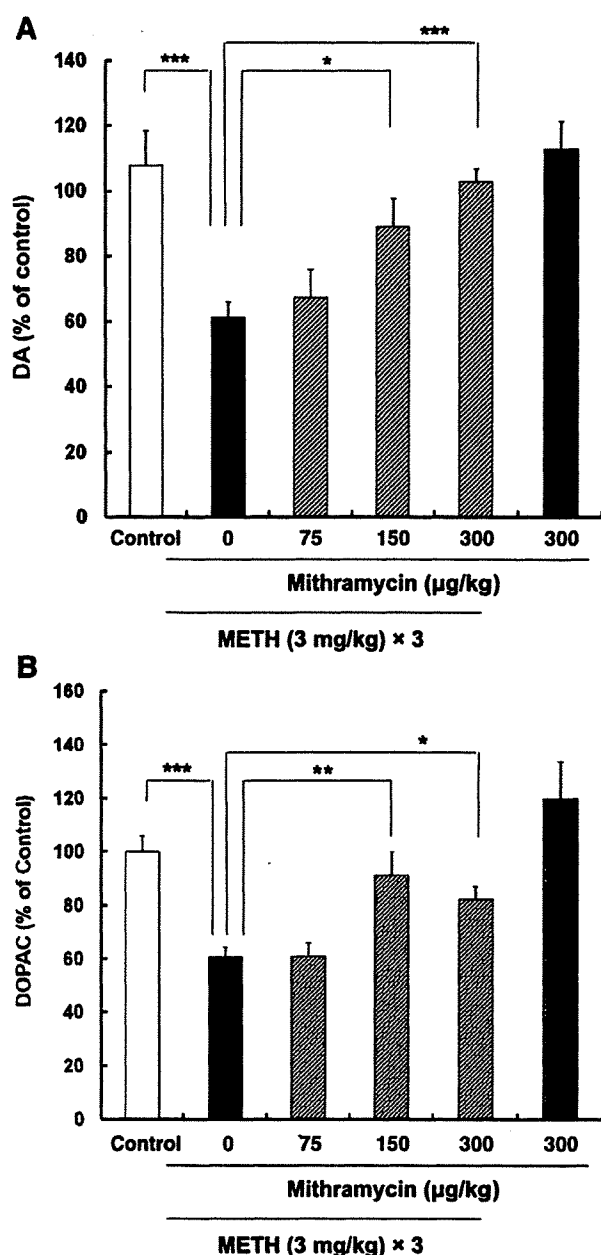 A
***
140
*** *
120
100
80
60
40
20
0
DA (% of control)
Control 0 75 150 300 300
Mithramycin (µg/kg)
METH (3 mg/kg) × 3
B
160
140
*
*** **
120
100
80
60
40
20
0
DOPAC (% of Control)
Control 0 75 150 300 300
Mithramycin (µg/kg)
METH (3 mg/kg) × 3